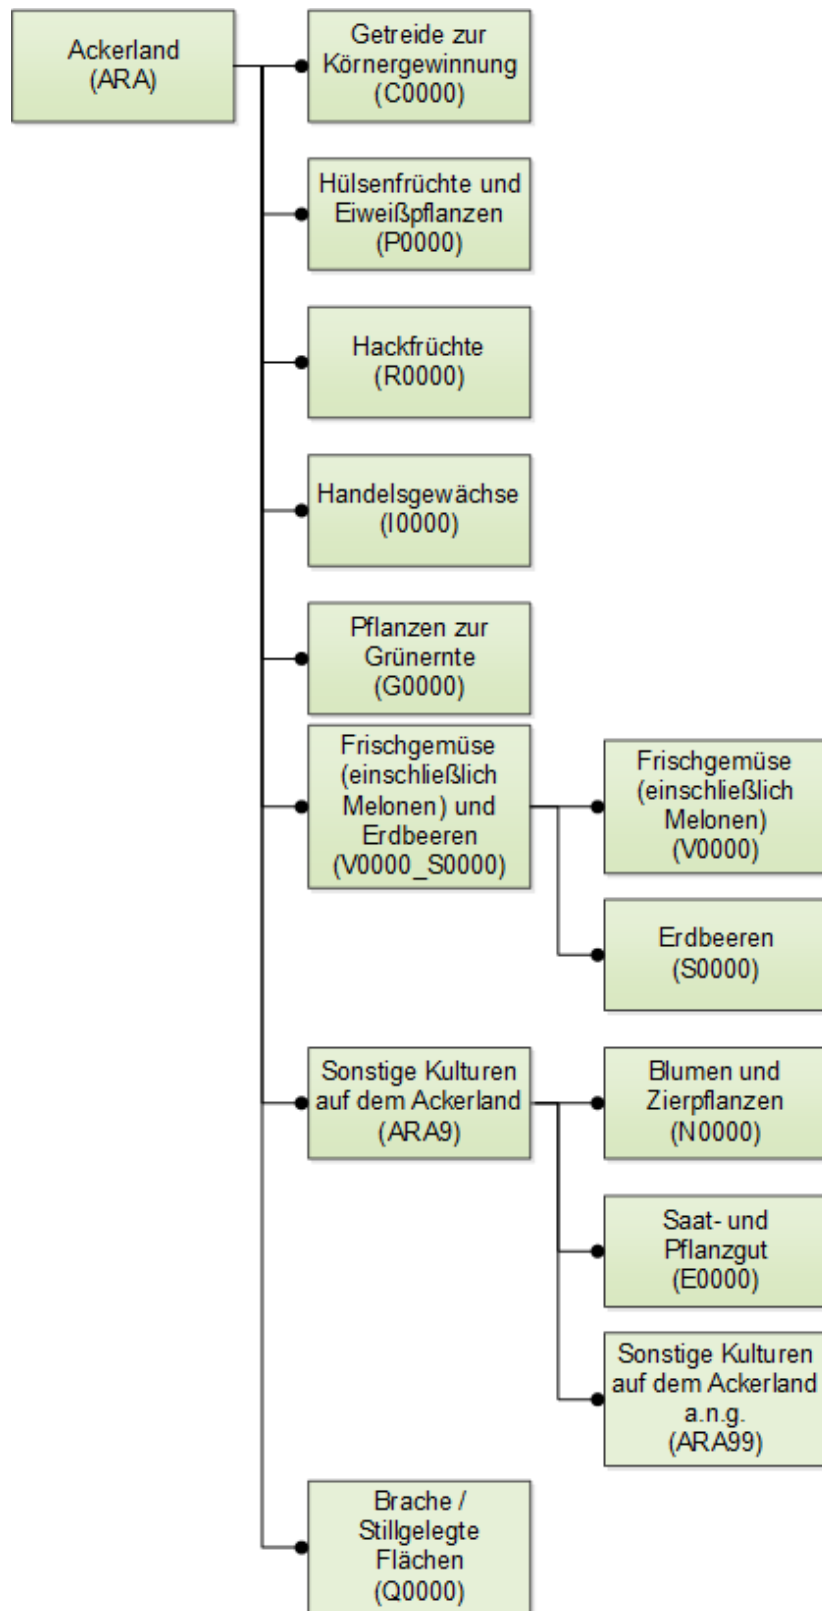 Ackerland
(ARA)
Getreide zur
Körnergewinnung
(C0000)
Hülsenfrüchte und
Eiweißpflanzen
(P0000)
Hackfrüchte
(R0000)
Handelsgewächse
(I0000)
Pflanzen zur
Grünernte
(G0000)
Frischgemüse
(einschließlich
Melonen) und
Erdbeeren
(V0000_S0000)
Frischgemüse
(einschließlich
Melonen)
(V0000)
Erdbeeren
(S0000)
Sonstige Kulturen
auf dem Ackerland
(ARA9)
Blumen und
Zierpflanzen
(N0000)
Saat- und
Pflanzgut
(E0000)
Sonstige Kulturen
auf dem Ackerland
a.n.g.
(ARA99)
Brache /
Stillgelegte
Flächen
(Q0000)